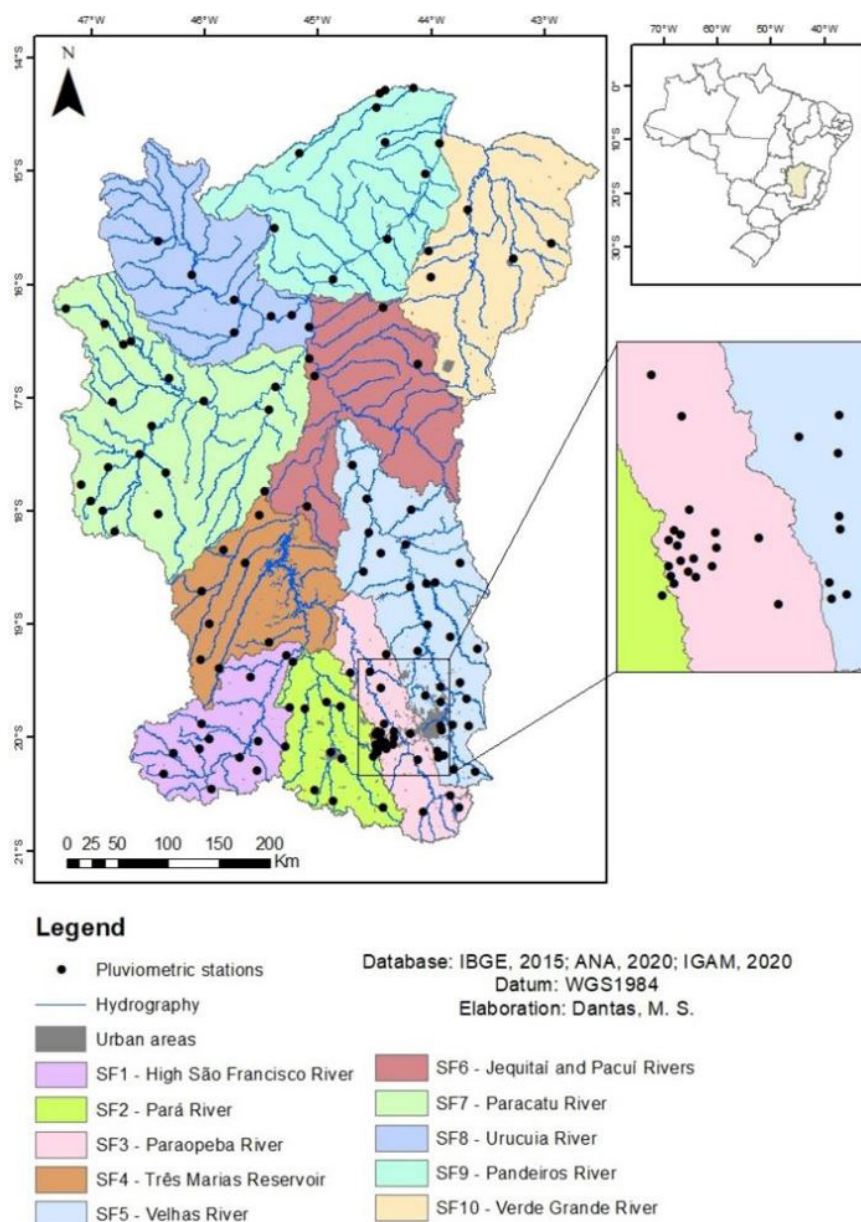 47°W 46°W 45°W 44°W 43°W
70°W 60°W 50°W 40°W
N
14°S
15°S
16°S
17°S
18°S
19°S
20°S
21°S
0°
10°S
20°S
30°S
0 25 50 100 150 200
Km
Legend
Pluviometric stations
Hydrography
Urban areas
SF1 - High São Francisco River
SF2 - Pará River
SF3 - Paraopeba River
SF4 - Três Marias Reservoir
SF5 - Velhas River
Database: IBGE, 2015; ANA, 2020; IGAM, 2020
Datum: WGS1984
Elaboration: Dantas, M. S.
SF6 - Jequitaí and Pacuí Rivers
SF7 - Paracatu River
SF8 - Urucuia River
SF9 - Pandeiros River
SF10 - Verde Grande River